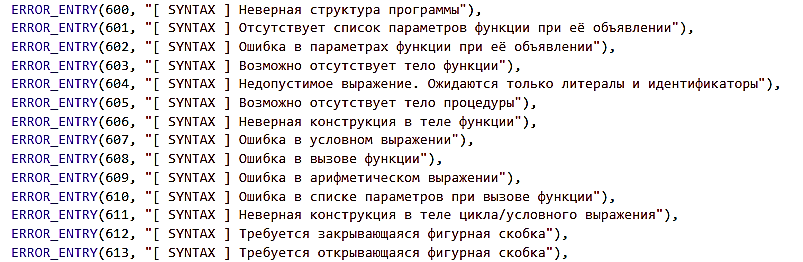 ERROR_ENTRY(600, "[ SYNTAX ] Неверная структура программы"),
ERROR_ENTRY(601, "[ SYNTAX ] Отсутствует список параметров функции при её объявлении"),
ERROR_ENTRY(602, "[ SYNTAX ] Ошибка в параметрах функции при её объявлении"),
ERROR_ENTRY(603, "[ SYNTAX ] Возможно отсутствует тело функции"),
ERROR_ENTRY(604, "[ SYNTAX ] Недопустимое выражение. Ожидаются только литералы и идентификаторы"),
ERROR_ENTRY(605, "[ SYNTAX ] Возможно отсутствует тело процедуры"),
ERROR_ENTRY(606, "[ SYNTAX ] Неверная конструкция в теле функции"),
ERROR_ENTRY(607, "[ SYNTAX ] Ошибка в условном выражении"),
ERROR_ENTRY(608, "[ SYNTAX ] Ошибка в вызове функции"),
ERROR_ENTRY(609, "[ SYNTAX ] Ошибка в арифметическом выражении"),
ERROR_ENTRY(610, "[ SYNTAX ] Ошибка в списке параметров при вызове функции"),
ERROR_ENTRY(611, "[ SYNTAX ] Неверная конструкция в теле цикла/условного выражения"),
ERROR_ENTRY(612, "[ SYNTAX ] Требуется закрывающаяся фигурная скобка"),
ERROR_ENTRY(613, "[ SYNTAX ] Требуется открывающаяся фигурная скобка"),